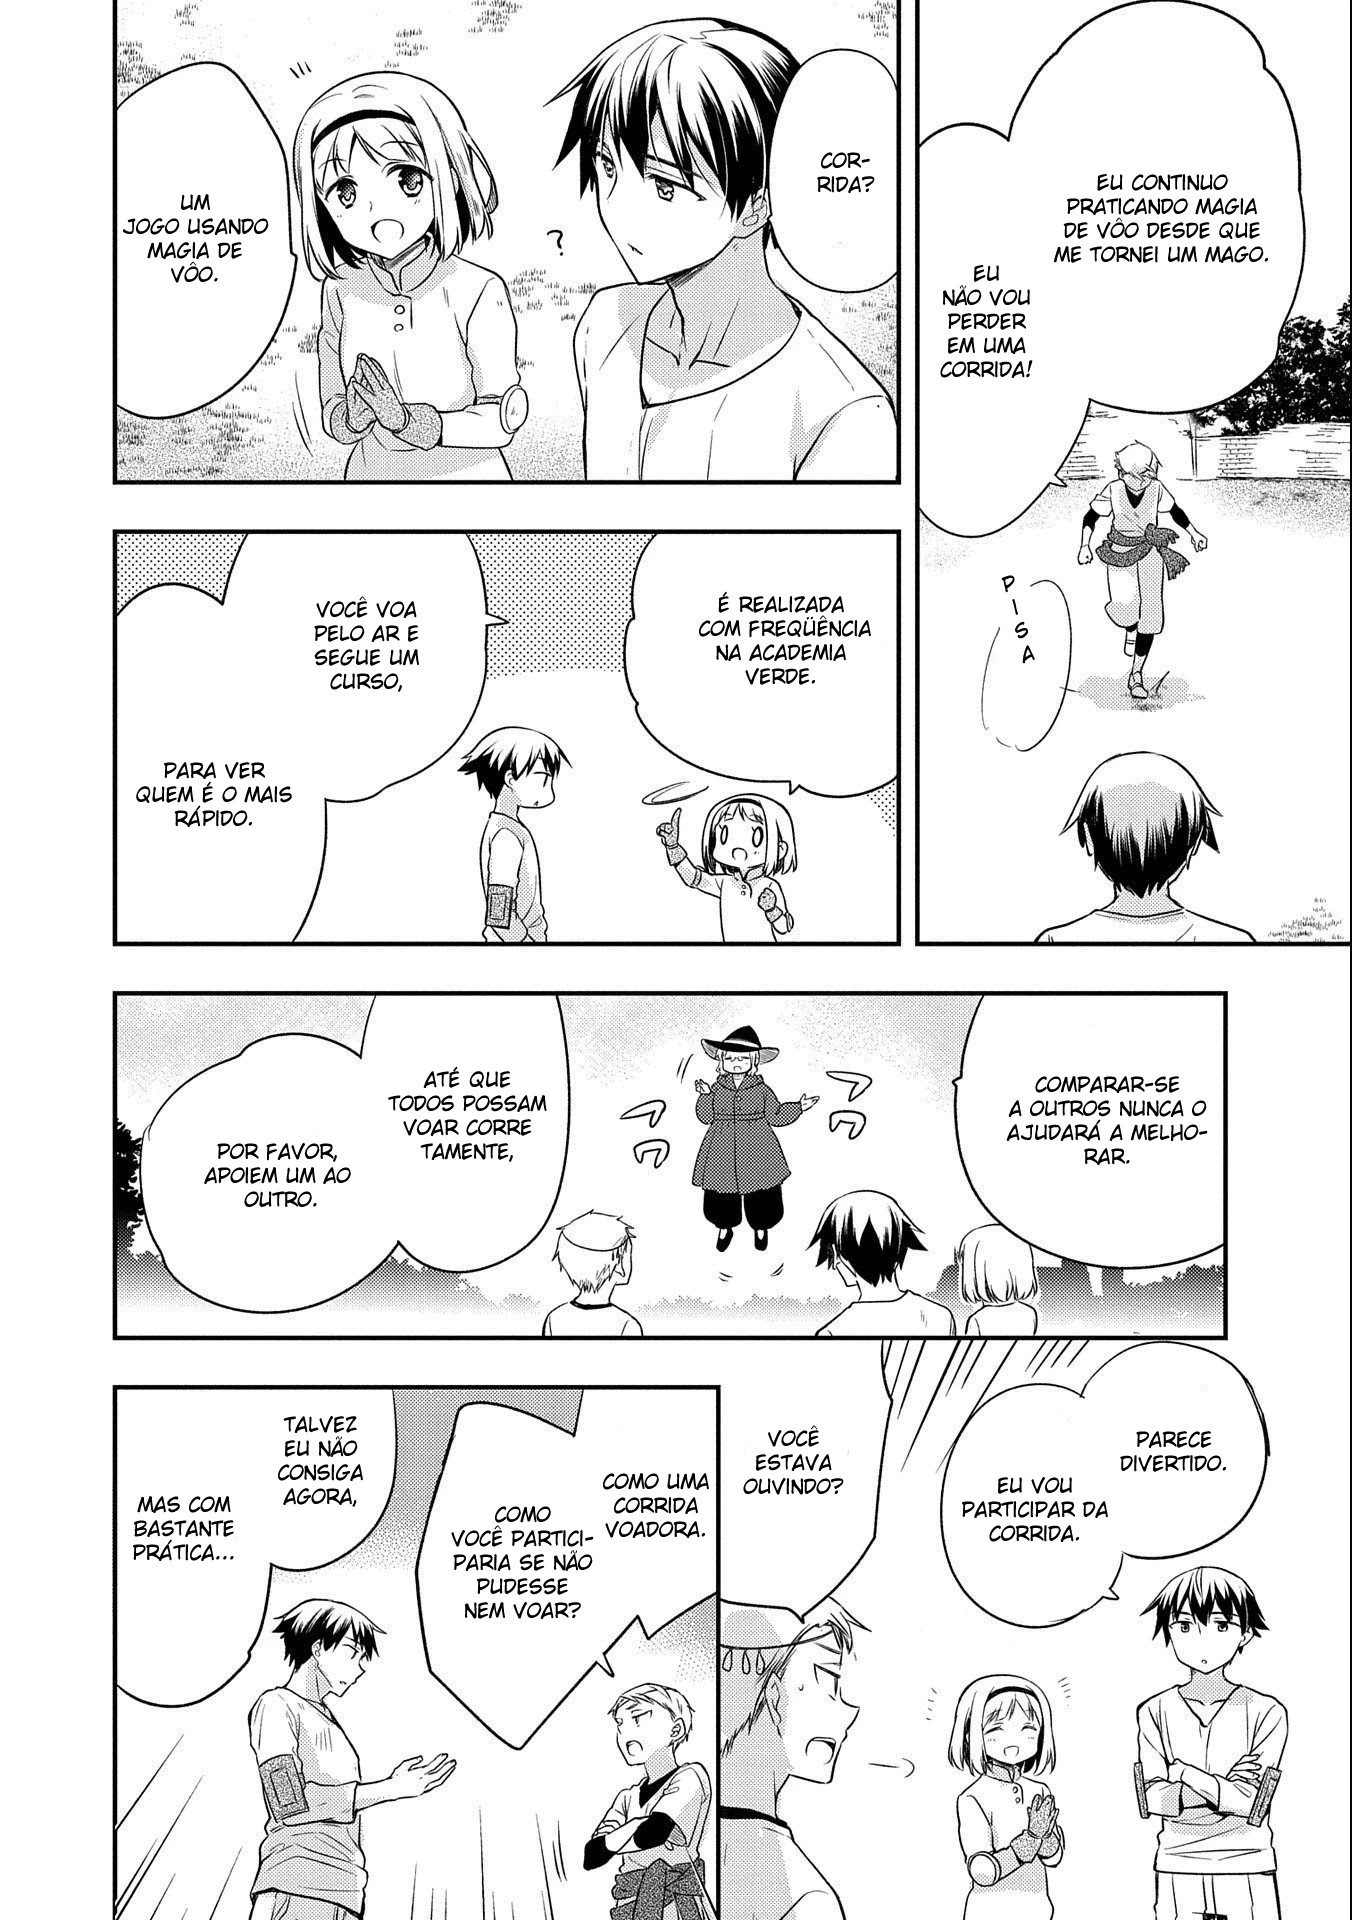 EU CONTINUO
PRATICANDO MAGIA
DE VÔO DESDE QUE
ME TORNEI UM MAGO.
EU
NÃO VOU
PERDER
EM UMA
CORRIDA!
PISA
COR-
RIDA?
?
UM
JOGO USANDO
MAGIA DE
VÔO.
É REALIZADA
COM FREQÜÊNCIA
NA ACADEMIA
VERDE.
VOCÊ VOA
PELO AR E
SEGUE UM
CURSO,
PARA VER
QUEM É O MAIS
RÁPIDO.
COMPARAR-SE
A OUTROS NUNCA O
AJUDARÁ A MELHO-
RAR.
フワ
フワ
ATÉ QUE
TODOS POSSAM
VOAR CORRE
TAMENTE,
POR FAVOR,
APOIEM UM AO
OUTRO.
PARECE
DIVERTIDO.
EU VOU
PARTICIPAR DA
CORRIDA.
VOCÊ
ESTAVA
OUVINDO?
COMO UMA
CORRIDA
VOADORA.
COMO
VOCÊ PARTICI-
PARIA SE NÃO
PUDESSE
NEM VOAR?
TALVEZ
EU NÃO
CONSIGA
AGORA,
MAS COM
BASTANTE
PRÁTICA...